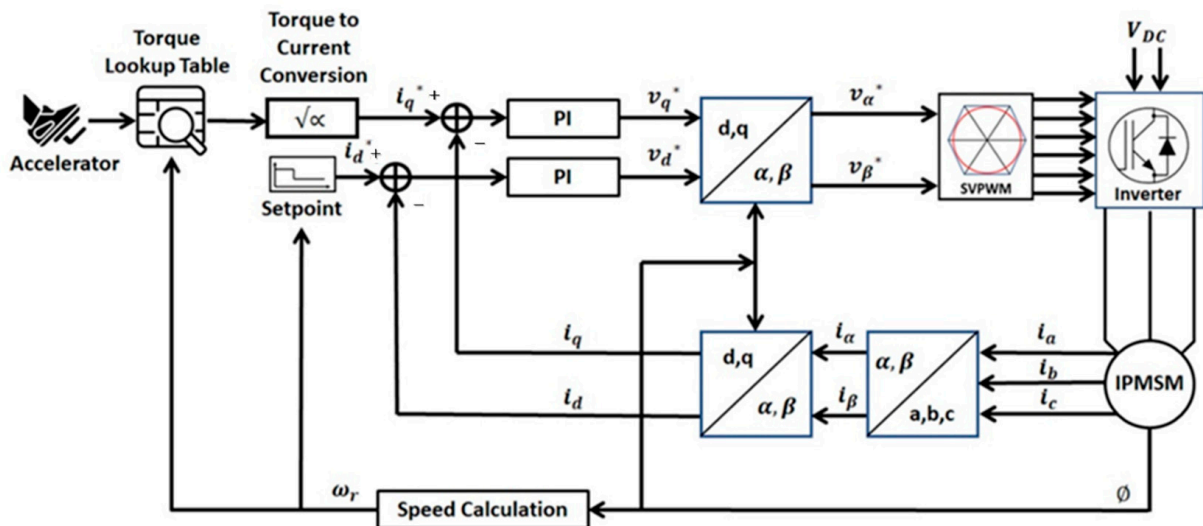 Torque
Lookup Table
Torque to
Current
Conversion
V_DC
Accelerator
√∝
i_q* +
−
PI
v_q*
d,q
α, β
v_α*
SVPWM
Inverter
i_d* +
−
PI
v_d*
v_β*
Setpoint
i_q
d,q
α, β
i_α
α, β
a,b,c
i_a
IPMSM
i_d
i_β
i_b
i_c
ω_r
Speed Calculation
∅